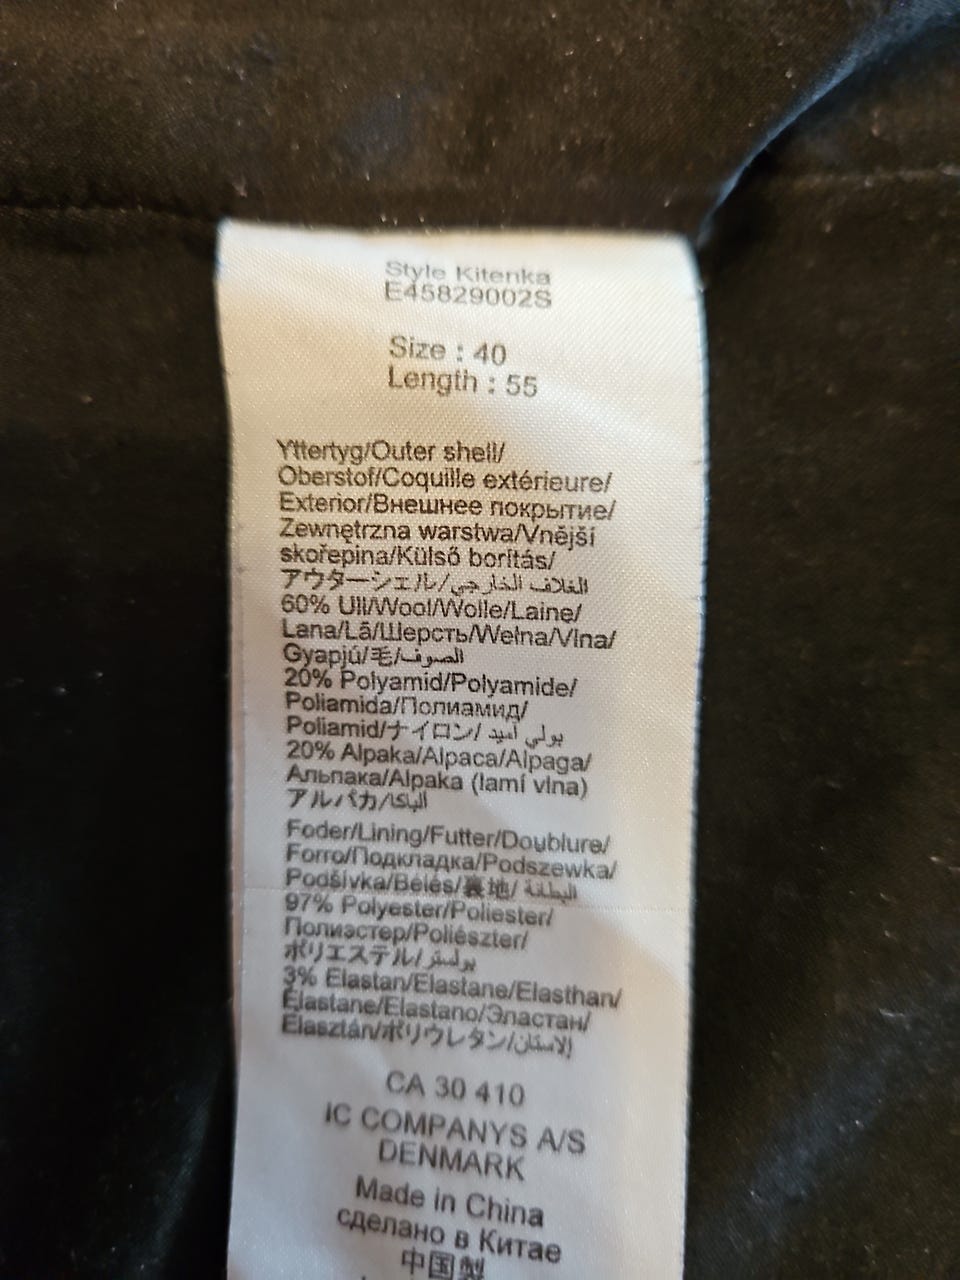 Style Kitenka
E45829002S
Size : 40
Length : 55
Yttertyg/Outer shell/
Oberstof/Coquille extérieure/
Exterior/Внешнее покрытие/
Zewnętrzna warstwa/Vnější
skořepina/Külső borítás/
アウターシェル/الغلاف الخارجي
60% Ull/Wool/Wolle/Laine/
Lana/Lã/Шерсть/Wełna/Vlna/
Gyapjú/毛/الصوف
20% Polyamid/Polyamide/
Poliamida/Полиамид/
Poliamid/ナイロン/بولي أميد
20% Alpaka/Alpaca/Alpaga/
Альпака/Alpaka (lamí vlna)
アルパカ/الباكا
Foder/Lining/Futter/Doublure/
Forro/Подкладка/Podszewka/
Podšívka/Bélés/裏地/البطانة
97% Polyester/Poliester/
Полиэстер/Poliészter/
ポリエステル/بولستر
3% Elastan/Elastane/Elasthan/
Élastane/Elastano/Эластан/
Elasztán/ポリウレタン/الاستان
CA 30 410
IC COMPANYS A/S
DENMARK
Made in China
сделано в Китае
中国製